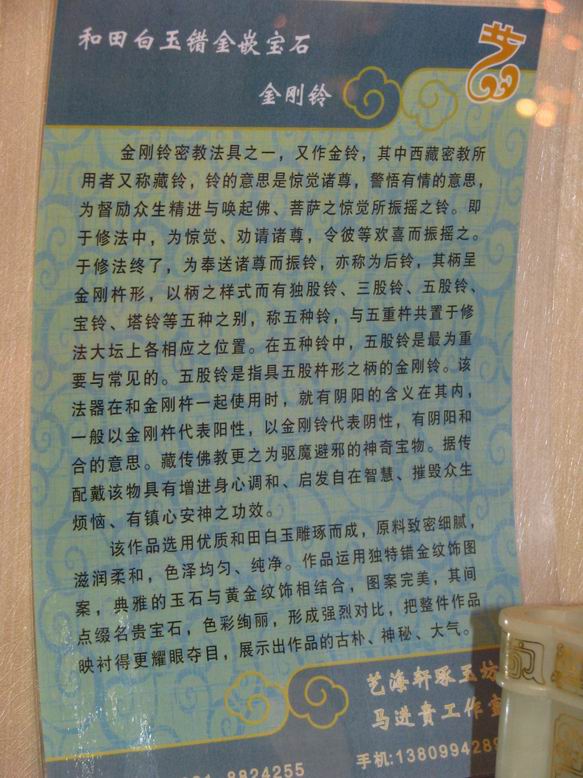 和田白玉错金嵌宝石
金刚铃
艺
金刚铃密教法具之一，又作金铃，其中西藏密教所
用者又称藏铃，铃的意思是惊觉诸尊，警悟有情的意思，
为督励众生精进与唤起佛、菩萨之惊觉所振摇之铃。即
于修法中，为惊觉、劝请诸尊，令彼等欢喜而振摇之。
于修法终了，为奉送诸尊而振铃，亦称为后铃，其柄呈
金刚杵形，以柄之样式而有独股铃、三股铃、五股铃、
宝铃、塔铃等五种之别，称五种铃，与五重杵共置于修
法大坛上各相应之位置。在五种铃中，五股铃是最为重
要与常见的。五股铃是指具五股杵形之柄的金刚铃。该
法器在和金刚杵一起使用时，就有阴阳的含义在其内，
一般以金刚杵代表阳性，以金刚铃代表阴性，有阴阳和
合的意思。藏传佛教更之为驱魔避邪的神奇宝物。据传
配戴该物具有增进身心调和、启发自在智慧、摧毁众生
烦恼、有镇心安神之功效。
该作品选用优质和田白玉雕琢而成，原料致密细腻，
滋润柔和，色泽均匀、纯净。作品运用独特错金纹饰图
案，典雅的玉石与黄金纹饰相结合，图案完美，其间
点缀名贵宝石，色彩绚丽，形成强烈对比，把整件作品
映衬得更耀眼夺目，展示出作品的古朴、神秘、大气。
艺海轩琢玉坊
马进贵工作室
8824255
手机:1380994289